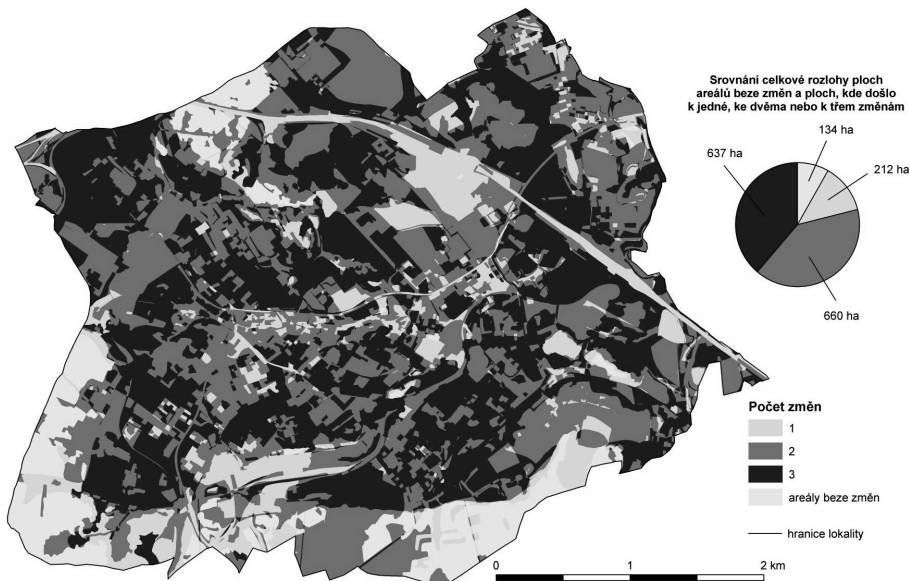 Srovnání celkové rozlohy ploch
areálů beze změn a ploch, kde došlo
k jedné, ke dvěma nebo k třem změnám
134 ha
637 ha
212 ha
660 ha
Počet změn
1
2
3
areály beze změn
hranice lokality
0 1 2 km